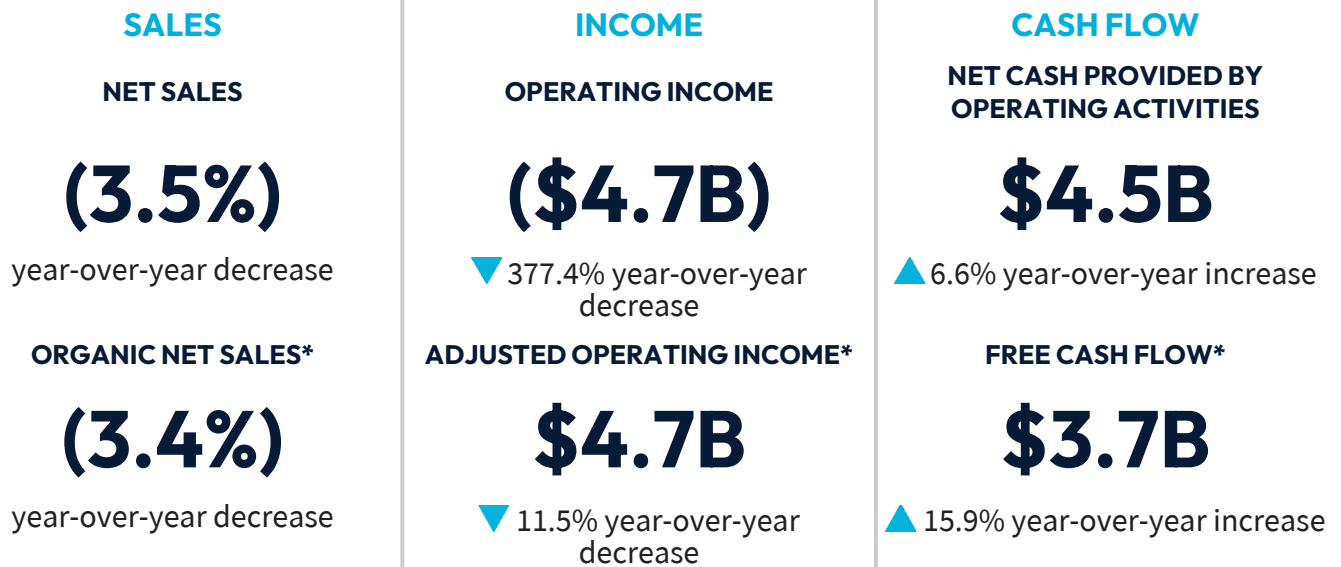 SALES
NET SALES
(3.5%)
year-over-year decrease
ORGANIC NET SALES*
(3.4%)
year-over-year decrease
INCOME
OPERATING INCOME
($4.7B)
▼ 377.4% year-over-year
decrease
ADJUSTED OPERATING INCOME*
$4.7B
▼ 11.5% year-over-year
decrease
CASH FLOW
NET CASH PROVIDED BY
OPERATING ACTIVITIES
$4.5B
▲ 6.6% year-over-year increase
FREE CASH FLOW*
$3.7B
▲ 15.9% year-over-year increase